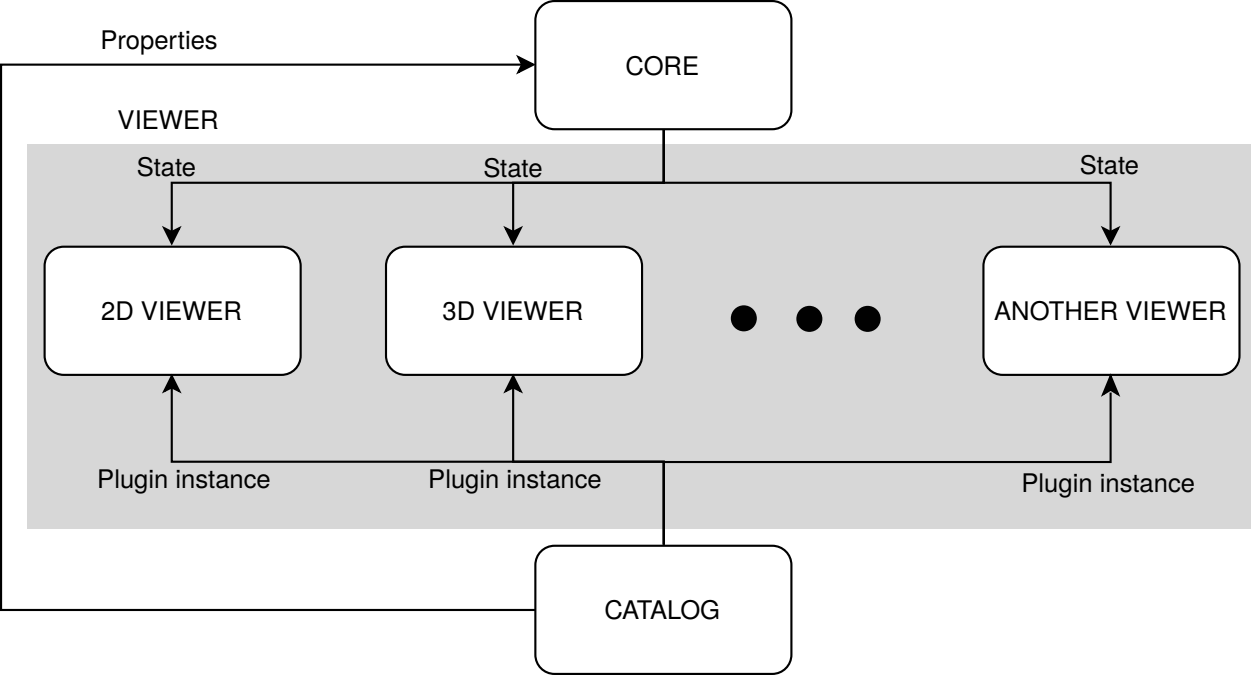 Properties
CORE
VIEWER
State
State
State
2D VIEWER
3D VIEWER
ANOTHER VIEWER
Plugin instance
Plugin instance
Plugin instance
CATALOG